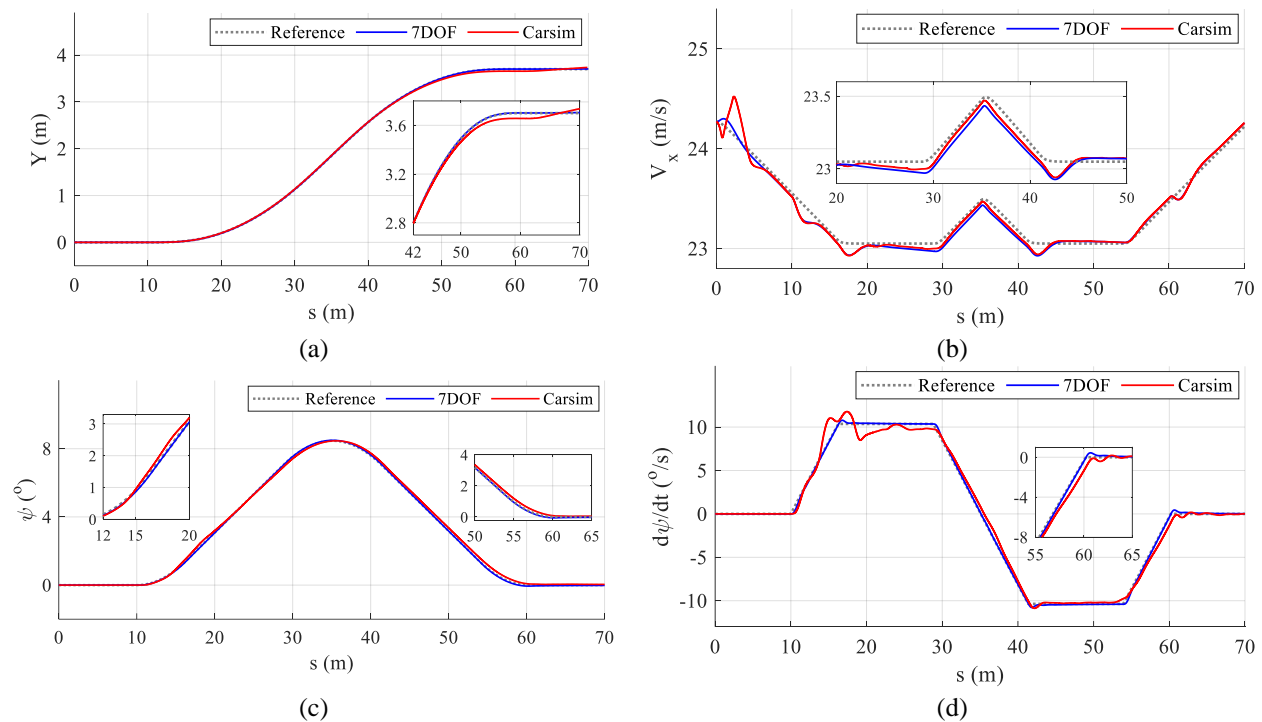 Reference 7DOF Carsim
4
3
2
1
0
Y (m)
3.6
3.2
2.8
42 50 60 70
0 10 20 30 40 50 60 70
s (m)
(a)
Reference 7DOF Carsim
25
24
23
V_x (m/s)
23.5
23
20 30 40 50
0 10 20 30 40 50 60 70
s (m)
(b)
Reference 7DOF Carsim
8
4
0
ψ (°)
3
2
1
0
12 15 20
4
2
0
50 55 60 65
0 10 20 30 40 50 60 70
s (m)
(c)
Reference 7DOF Carsim
10
5
0
-5
-10
dψ/dt (°/s)
0
-4
-8
55 60 65
0 10 20 30 40 50 60 70
s (m)
(d)